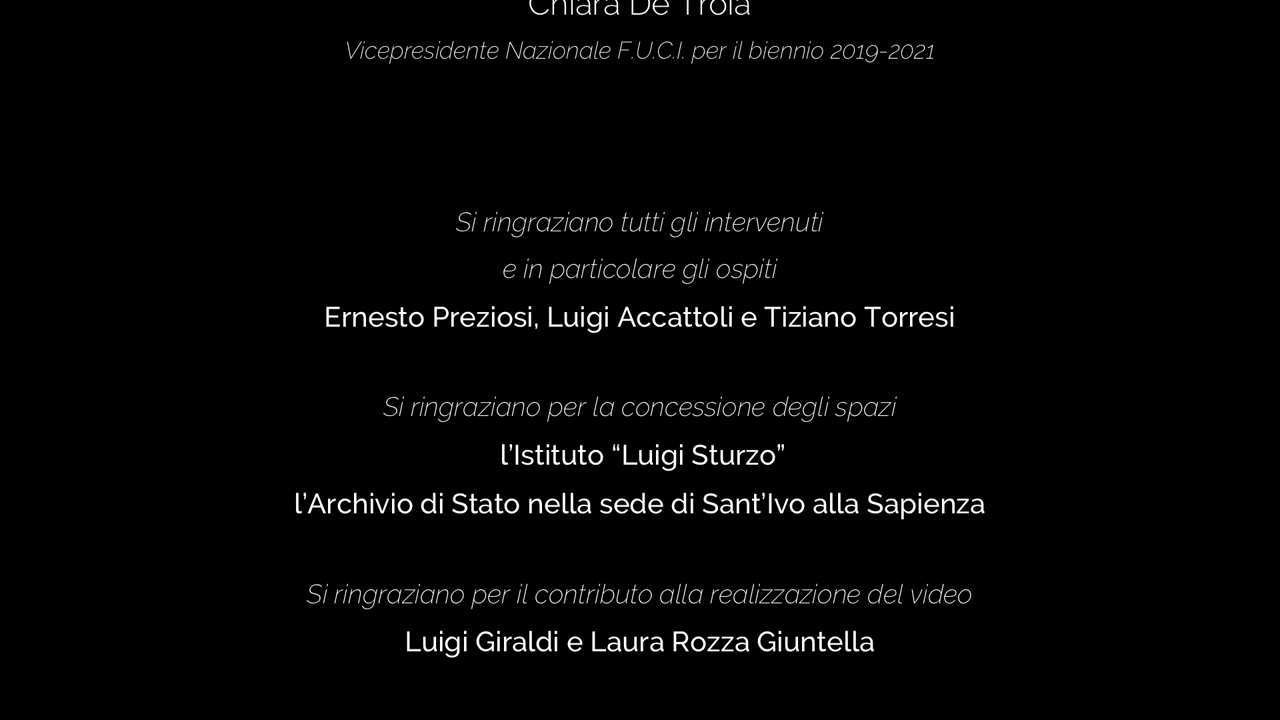 Chiara De Troia
Vicepresidente Nazionale F.U.C.I. per il biennio 2019-2021
Si ringraziano tutti gli intervenuti
e in particolare gli ospiti
Ernesto Preziosi, Luigi Accattoli e Tiziano Torresi
Si ringraziano per la concessione degli spazi
l’Istituto “Luigi Sturzo”
l’Archivio di Stato nella sede di Sant’Ivo alla Sapienza
Si ringraziano per il contributo alla realizzazione del video
Luigi Giraldi e Laura Rozza Giuntella